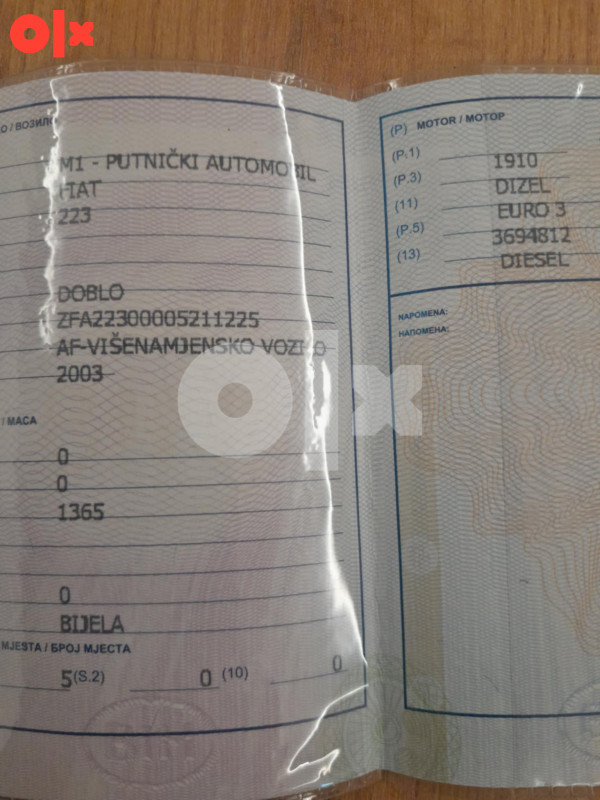 olx
O / ВОЗИЛО
M1 - PUTNIČKI AUTOMOBIL
FIAT
223
DOBLO
ZFA22300005211225
AF-VIŠENAMJENSKO VOZILO
2003
/ MACA
0
0
1365
0
BIJELA
MJESTA / БРОЈ МЈЕСТА
5 (S.2) 0 (10) 0
(P) MOTOR / МОТОР
(P.1) 1910
(P.3) DIZEL
(11) EURO 3
(P.5) 3694812
(13) DIESEL
NAPOMENA:
НАПОМЕНА:
olx
BIH